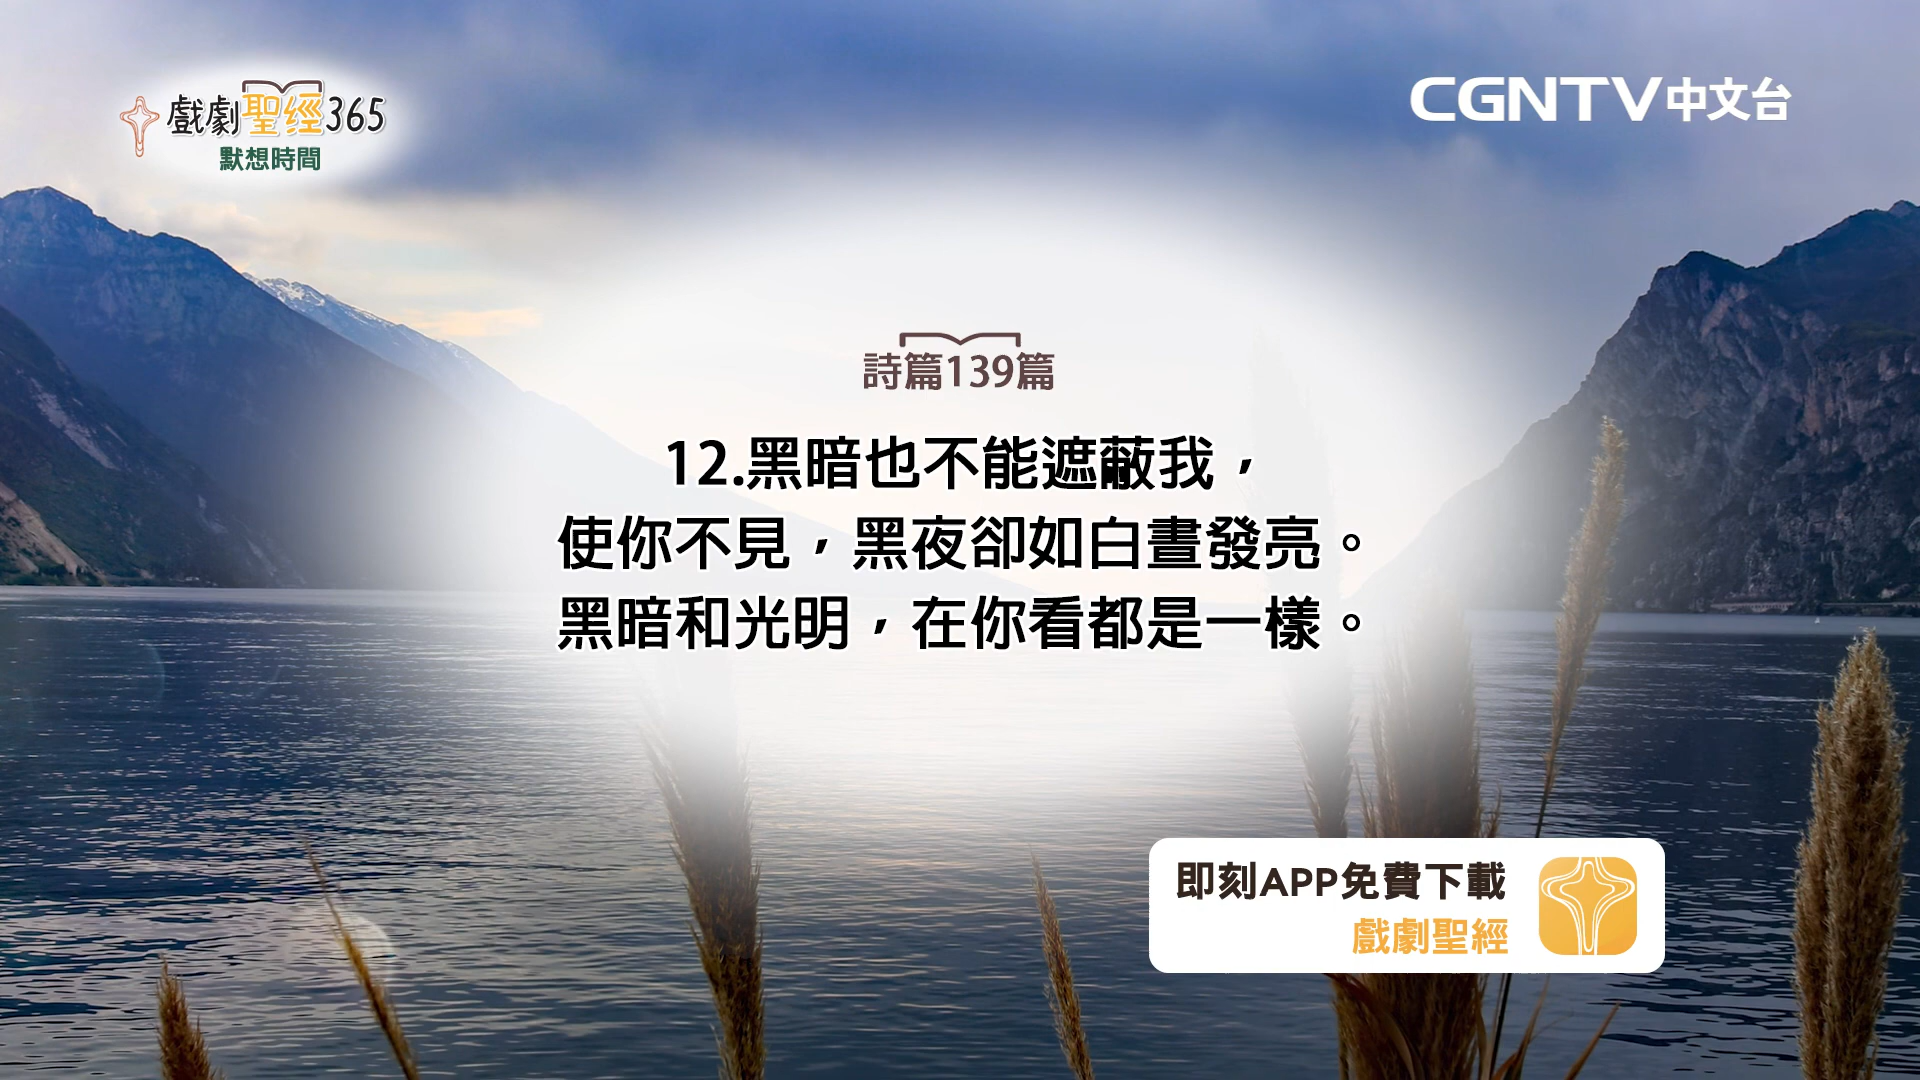 戲劇聖經365
默想時間
CGNTV中文台
詩篇139篇
12.黑暗也不能遮蔽我，
使你不見，黑夜卻如白晝發亮。
黑暗和光明，在你看都是一樣。
即刻APP免費下載
戲劇聖經